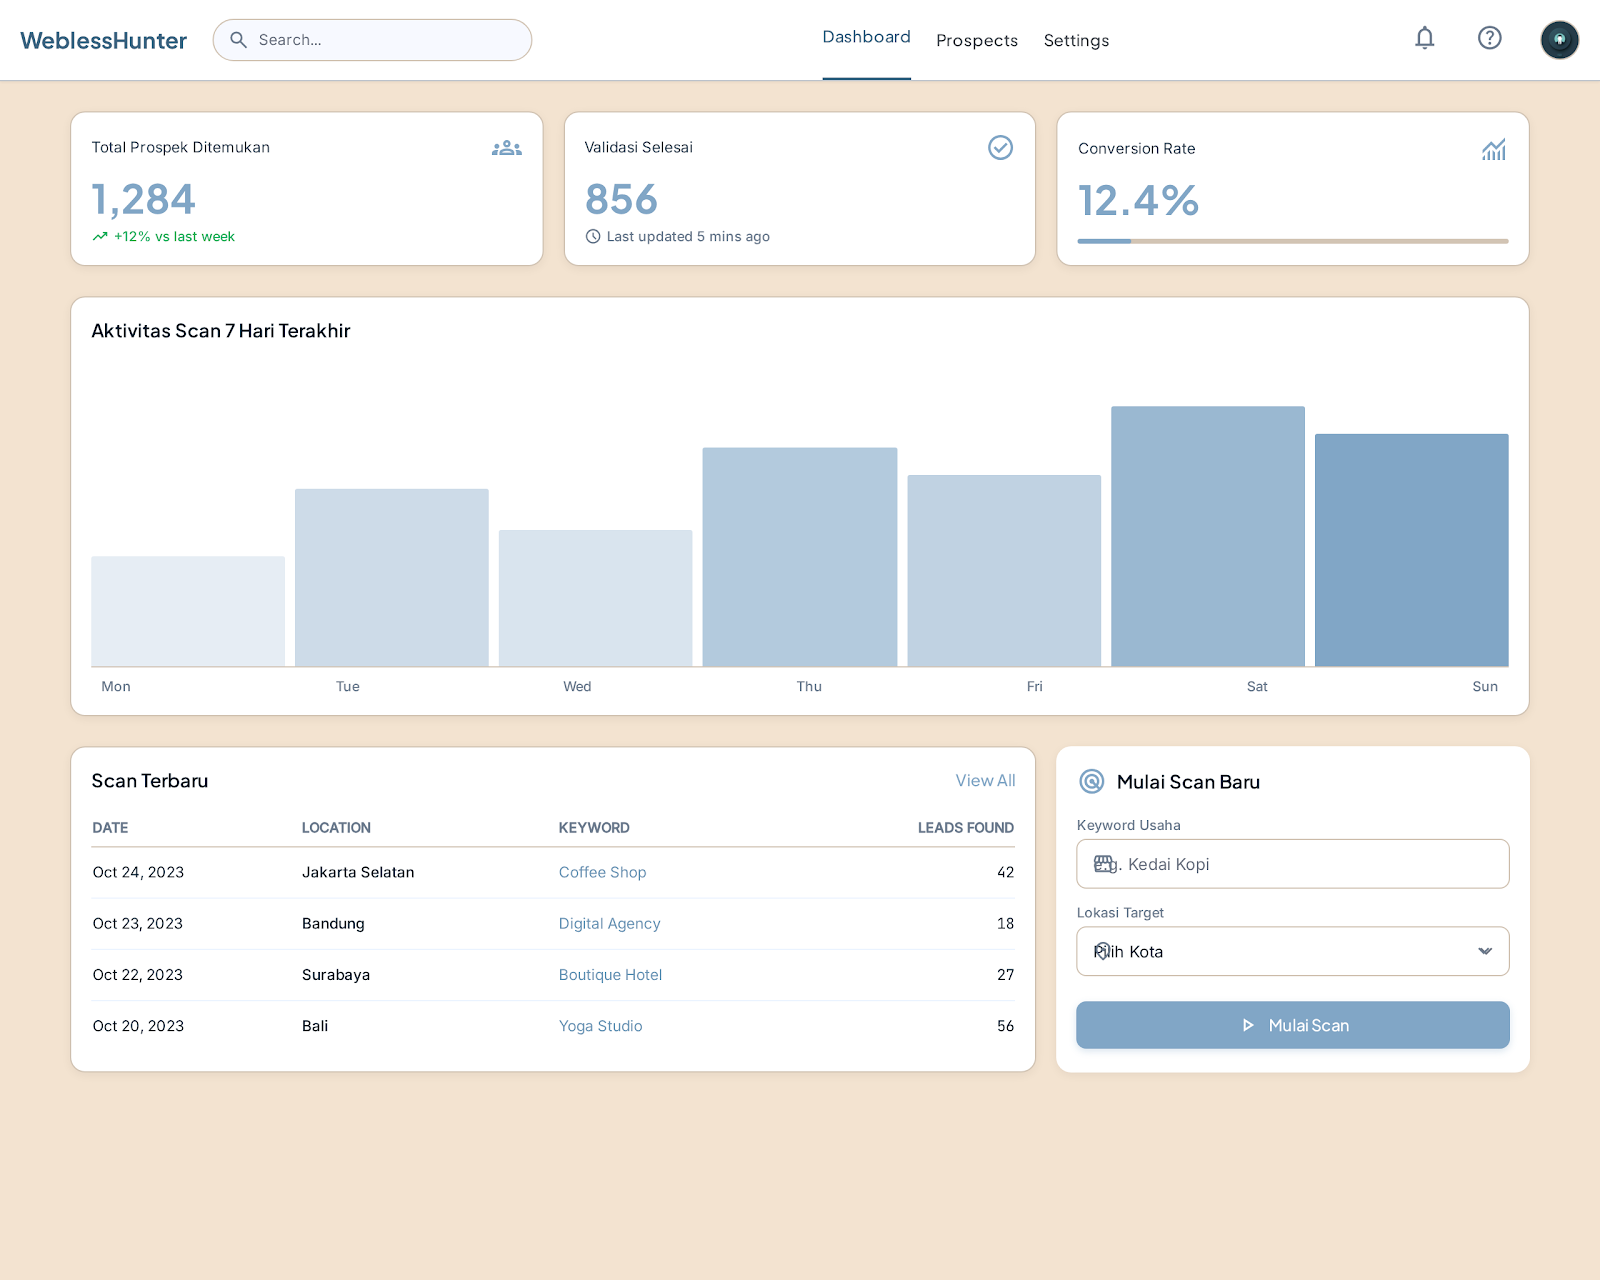 WeblessHunter
Search...
Dashboard
Prospects
Settings
Total Prospek Ditemukan
1,284
+12% vs last week
Validasi Selesai
856
Last updated 5 mins ago
Conversion Rate
12.4%
Aktivitas Scan 7 Hari Terakhir
Mon Tue Wed Thu Fri Sat Sun
Scan Terbaru
View All
DATE LOCATION KEYWORD LEADS FOUND
Oct 24, 2023 Jakarta Selatan Coffee Shop 42
Oct 23, 2023 Bandung Digital Agency 18
Oct 22, 2023 Surabaya Boutique Hotel 27
Oct 20, 2023 Bali Yoga Studio 56
Mulai Scan Baru
Keyword Usaha
e.g. Kedai Kopi
Lokasi Target
Pilih Kota
Mulai Scan